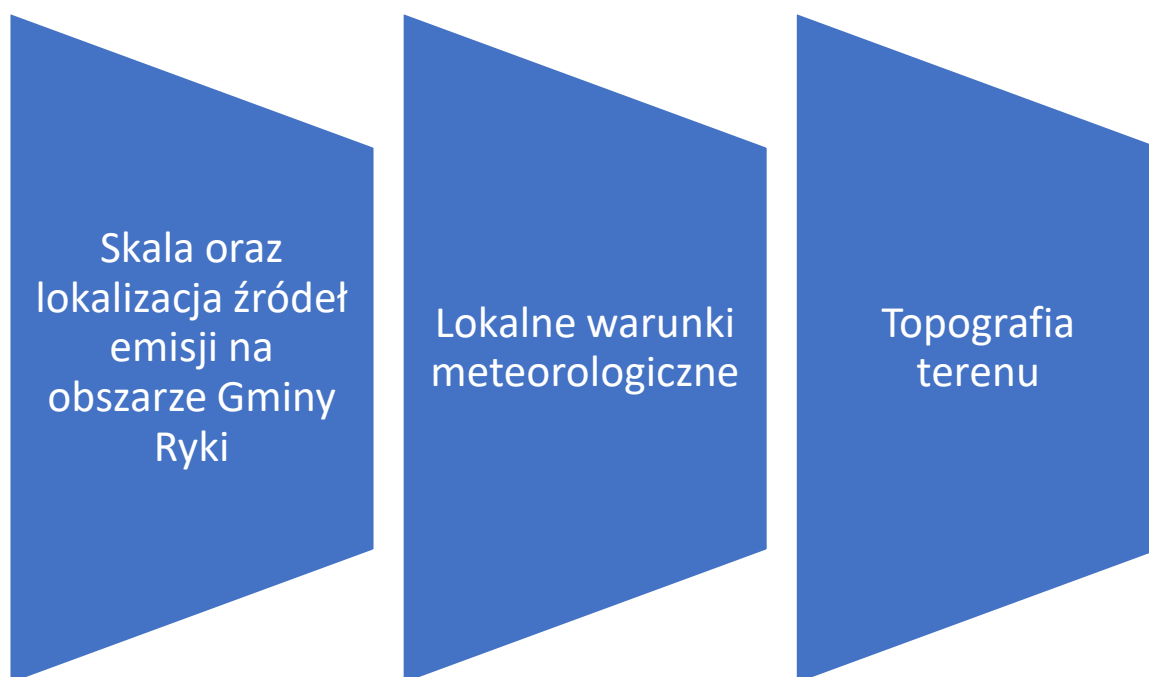 Skala oraz
lokalizacja źródeł
emisji na
obszarze Gminy
Ryki
Lokalne warunki
meteorologiczne
Topografia
terenu